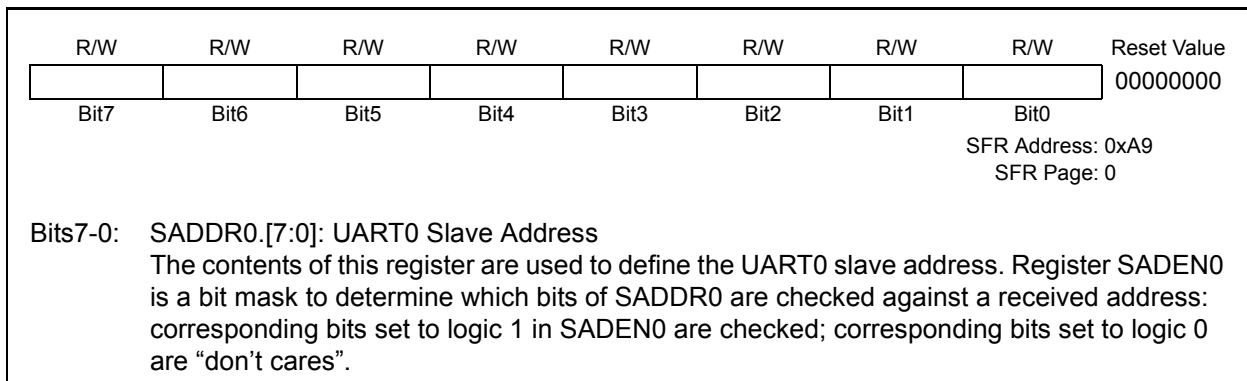 R/W R/W R/W R/W R/W R/W R/W R/W Reset Value
00000000
Bit7 Bit6 Bit5 Bit4 Bit3 Bit2 Bit1 Bit0
SFR Address: 0xA9
SFR Page: 0
Bits7-0: SADDR0.[7:0]: UART0 Slave Address
The contents of this register are used to define the UART0 slave address. Register SADEN0
is a bit mask to determine which bits of SADDR0 are checked against a received address:
corresponding bits set to logic 1 in SADEN0 are checked; corresponding bits set to logic 0
are “don’t cares”.